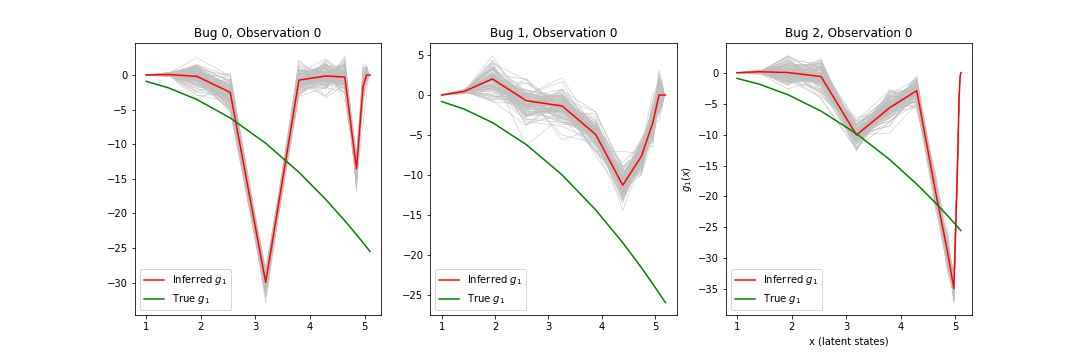 Bug 0, Observation 0
0
−5
−10
−15
−20
−25
−30
1 2 3 4 5
Inferred g₁
True g₁
Bug 1, Observation 0
5
0
−5
−10
−15
−20
−25
1 2 3 4 5
Inferred g₁
True g₁
Bug 2, Observation 0
g₁(x)
0
−5
−10
−15
−20
−25
−30
−35
1 2 3 4 5
x (latent states)
Inferred g₁
True g₁